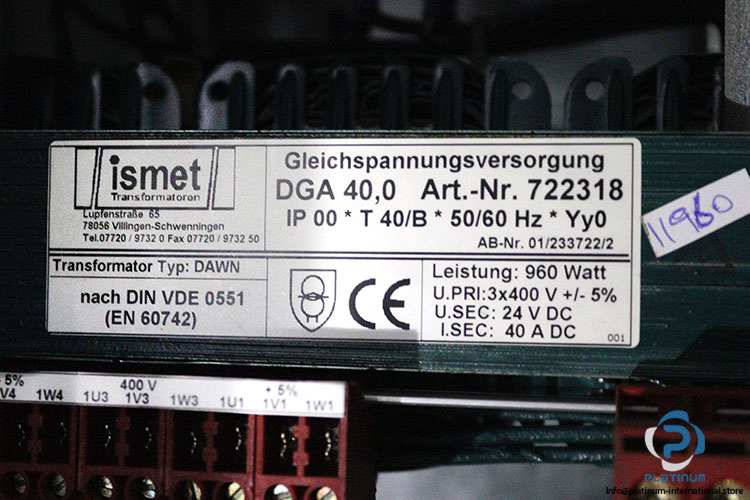 ismet
Transformatoren
Lupfenstraße 65
78056 Villingen-Schwenningen
Tel.07720 / 9732 0 Fax 07720 / 9732 50
Gleichspannungsversorgung
DGA 40,0 Art.-Nr. 722318
IP 00 * T 40/B * 50/60 Hz * Yy0
AB-Nr. 01/233722/2
11960
Transformator Typ: DAWN
nach DIN VDE 0551
(EN 60742)
CE
Leistung: 960 Watt
U.PRI:3x400 V +/- 5%
U.SEC: 24 V DC
I.SEC: 40 A DC
001
- 5% 400 V + 5%
V4 1W4 1U3 1V3 1W3 1U1 1V1 1W1
PLATINUM
Info@platinum-international.store